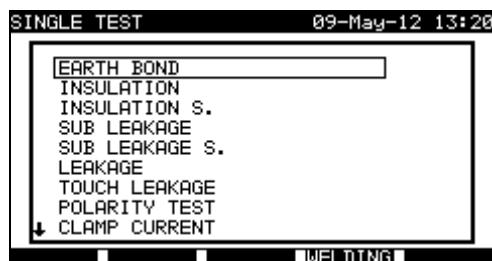 SINGLE TEST 09-May-12 13:20
EARTH BOND
INSULATION
INSULATION S.
SUB LEAKAGE
SUB LEAKAGE S.
LEAKAGE
TOUCH LEAKAGE
POLARITY TEST
CLAMP CURRENT
WELDING